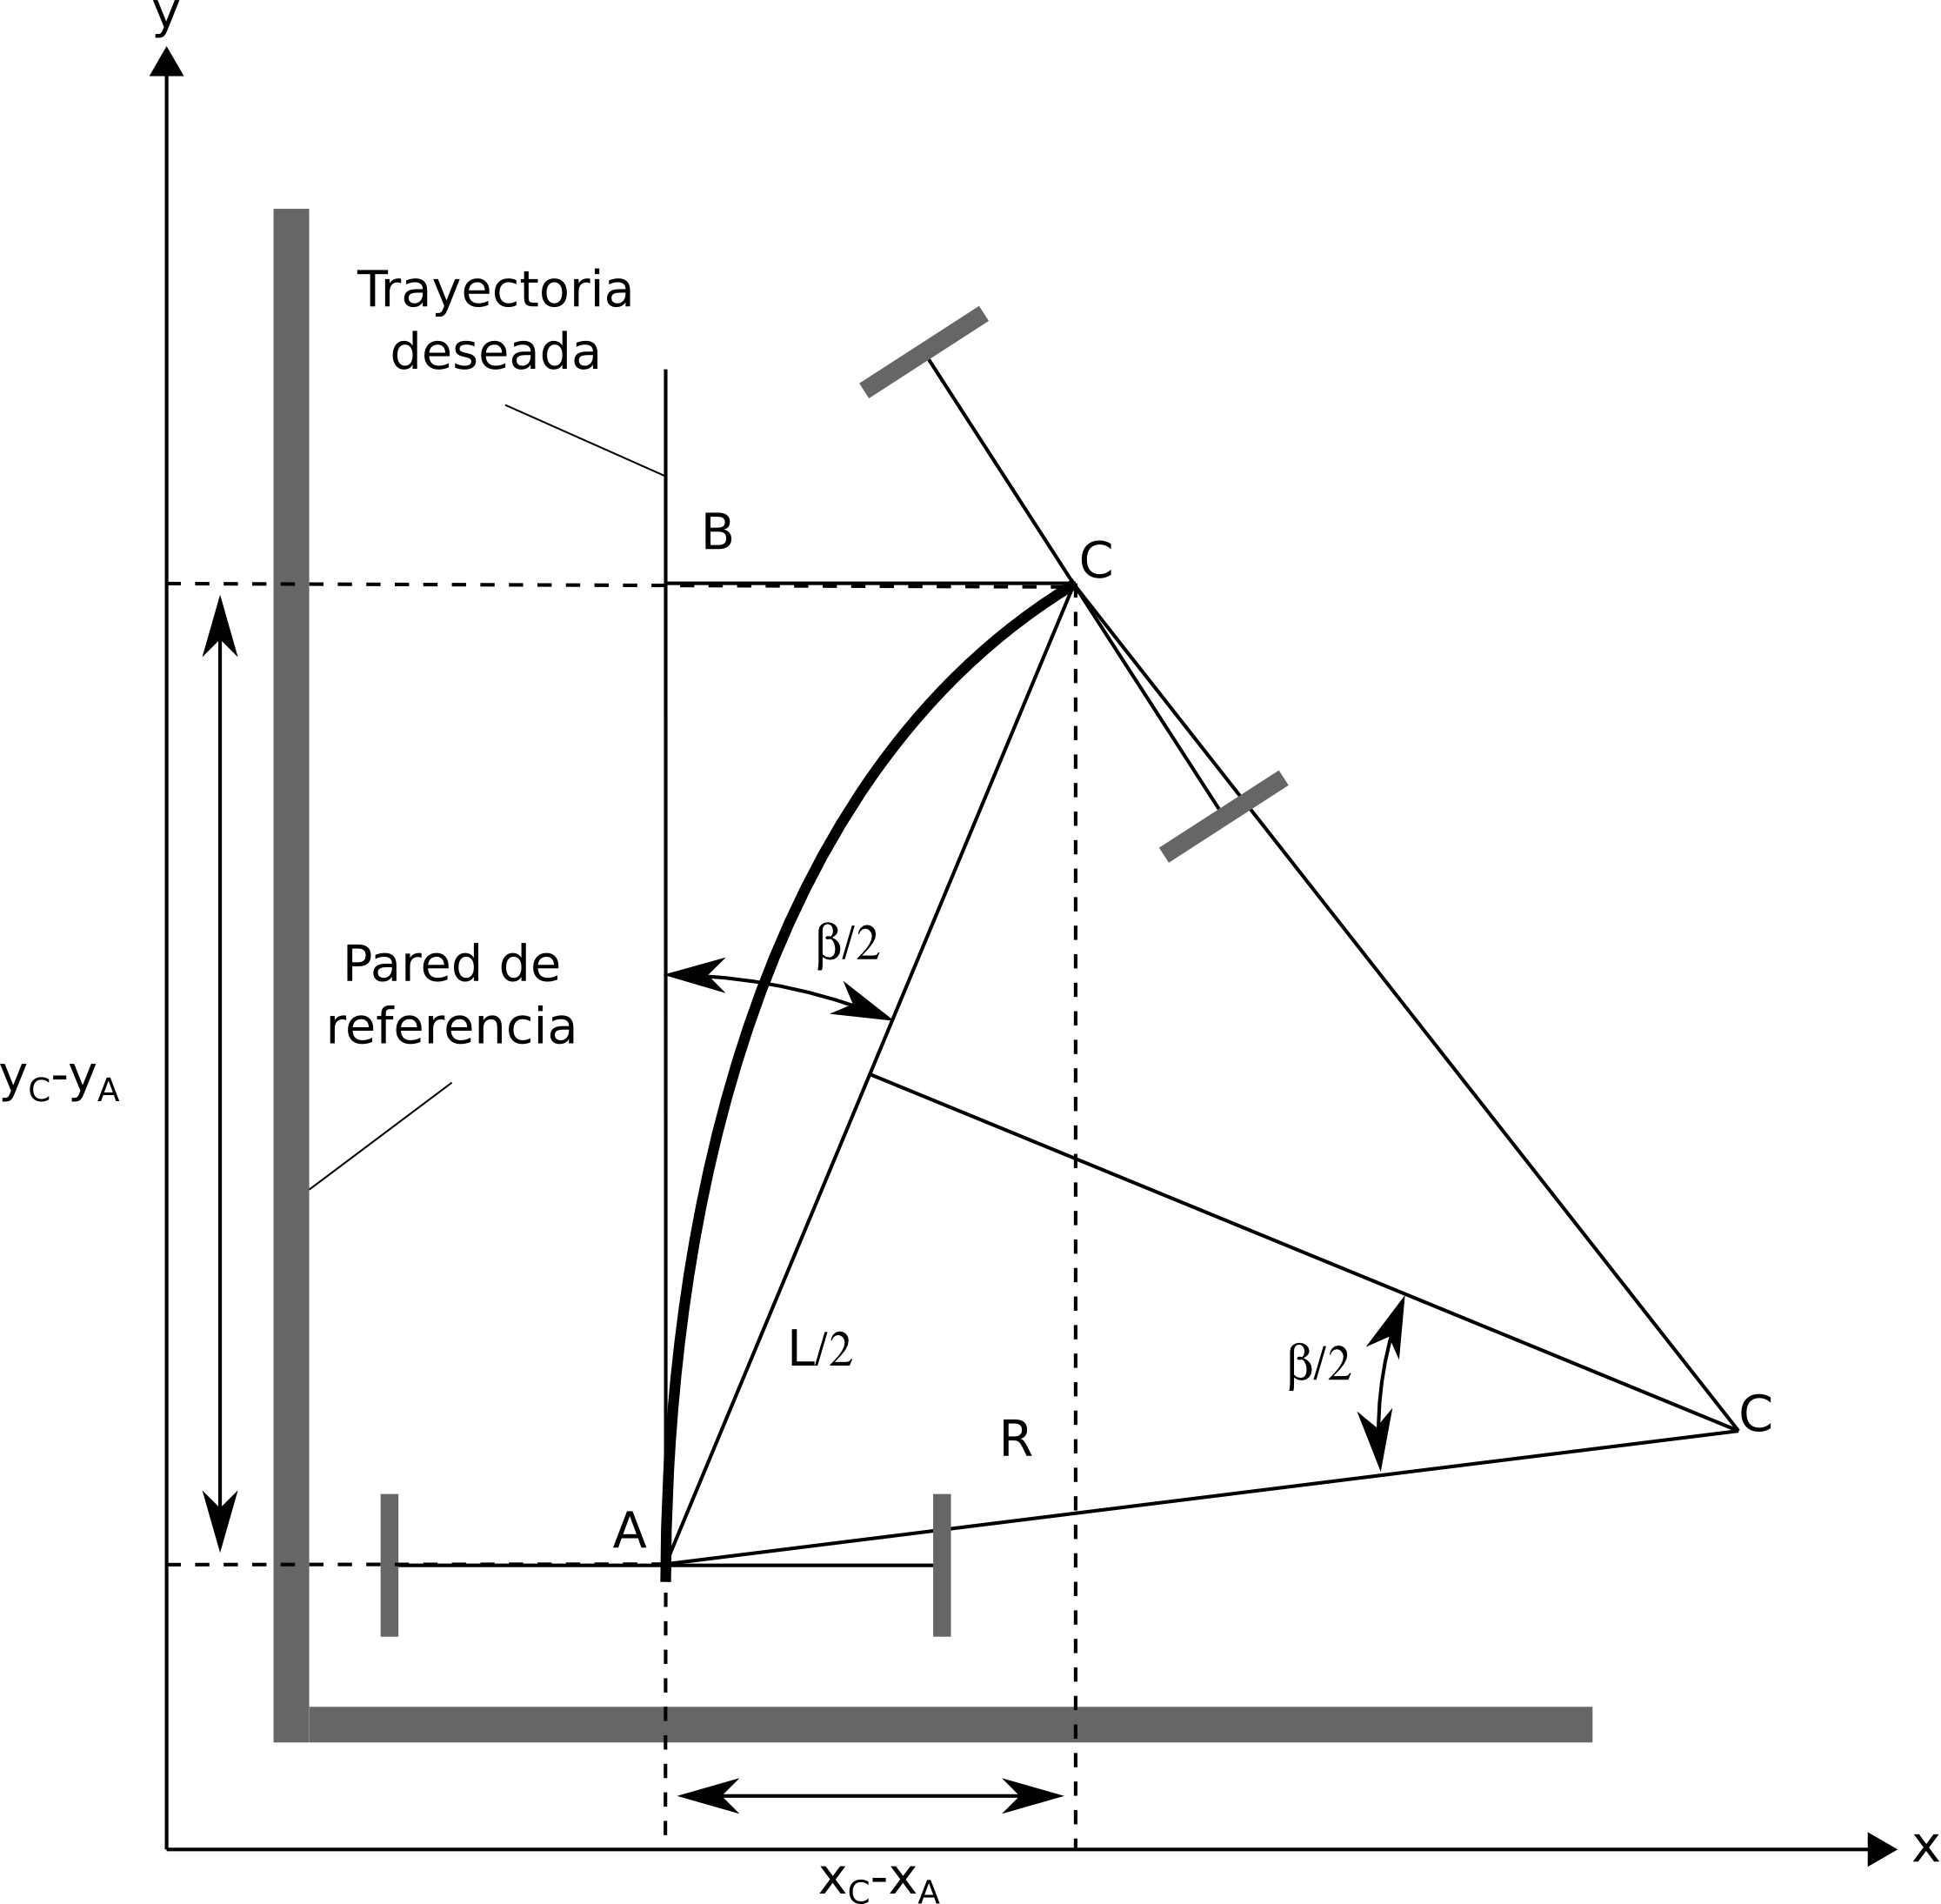 y
Trayectoria
deseada
B
C
β/2
Pared de
referencia
yC-yA
L/2
β/2
C
R
A
x
xC-xA